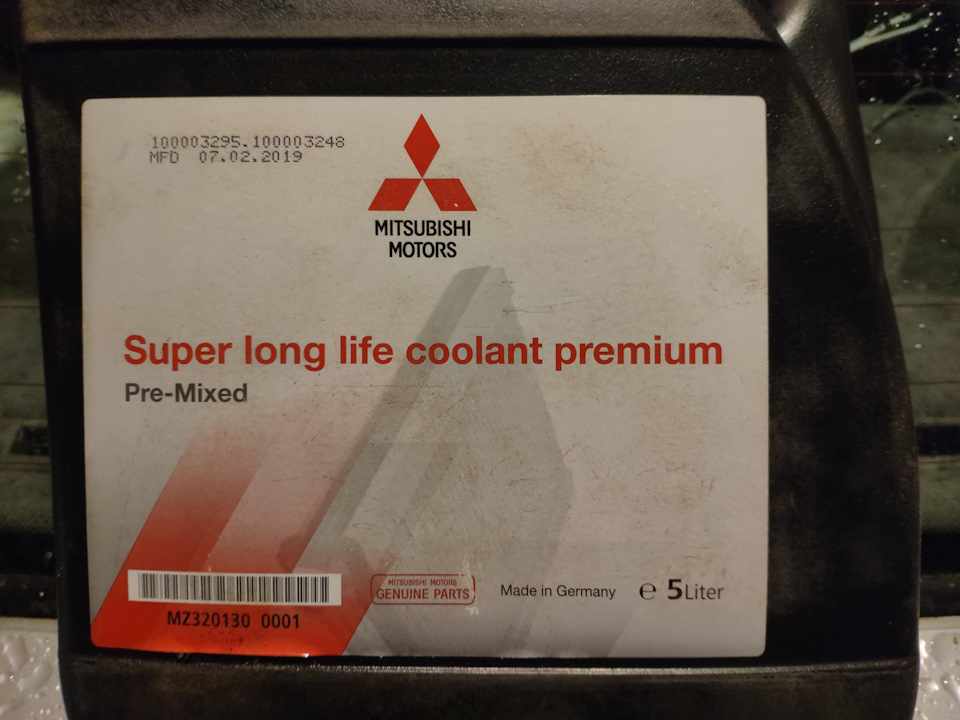 100003295.100003248
MFD 07.02.2019
MITSUBISHI
MOTORS
Super long life coolant premium
Pre-Mixed
MZ320130 0001
MITSUBISHI MOTORS
GENUINE PARTS
Made in Germany ℮ 5Liter